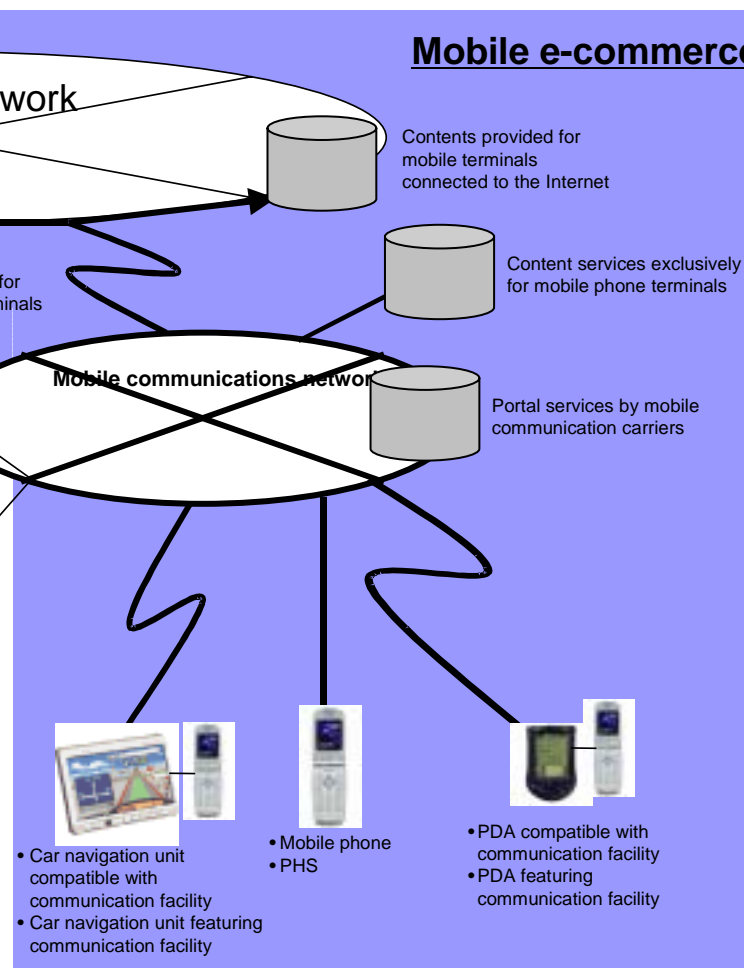 Mobile e-commerce
work
Contents provided for
mobile terminals
connected to the Internet
Content services exclusively
for mobile phone terminals
for
minals
Mobile communications network
Portal services by mobile
communication carriers
• Car navigation unit
compatible with
communication facility
• Car navigation unit featuring
communication facility
• Mobile phone
• PHS
• PDA compatible with
communication facility
• PDA featuring
communication facility